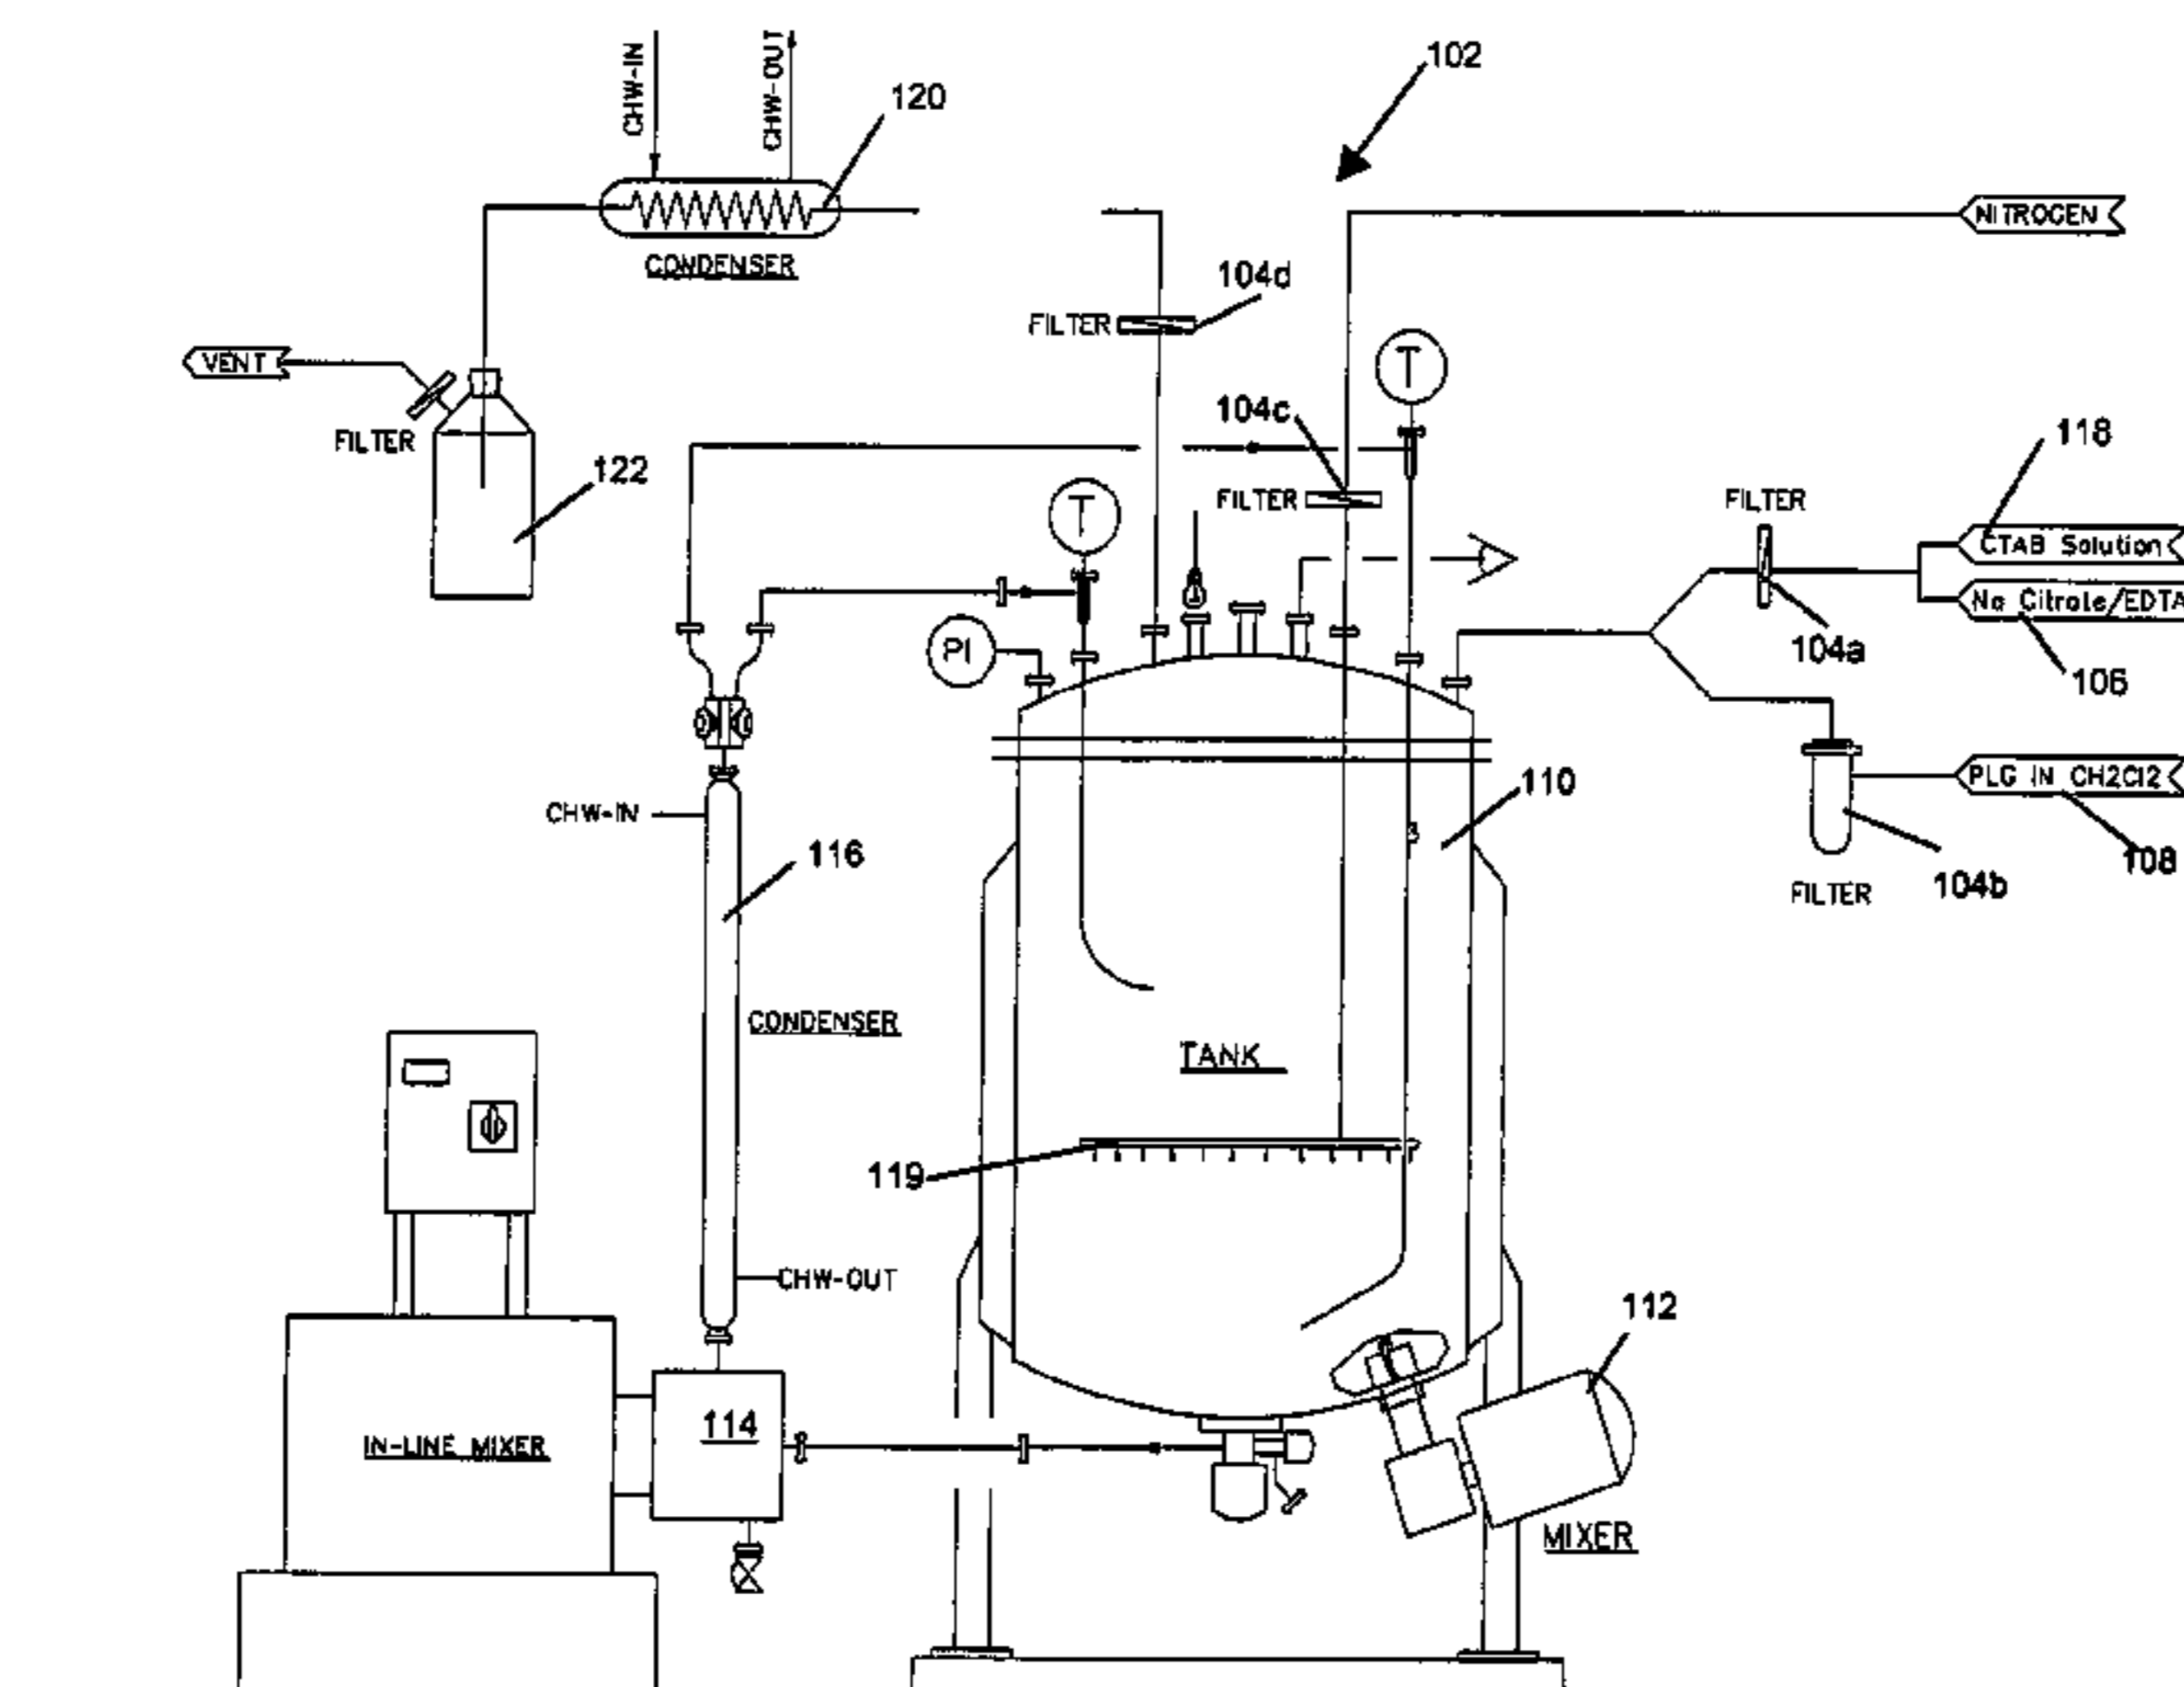 CHW-IN
CHW-OUT
120
102
NITROGEN
CONDENSER
104d
FILTER
T
VENT
104c
FILTER
122
T
FILTER
118
FILTER
CTAB Solution
Na Citrate/EDTA
104a
106
PI
110
PLG IN CH2Cl2
108
CHW-IN
116
104b
FILTER
CONDENSER
TANK
119
CHW-OUT
112
114
IN-LINE MIXER
MIXER